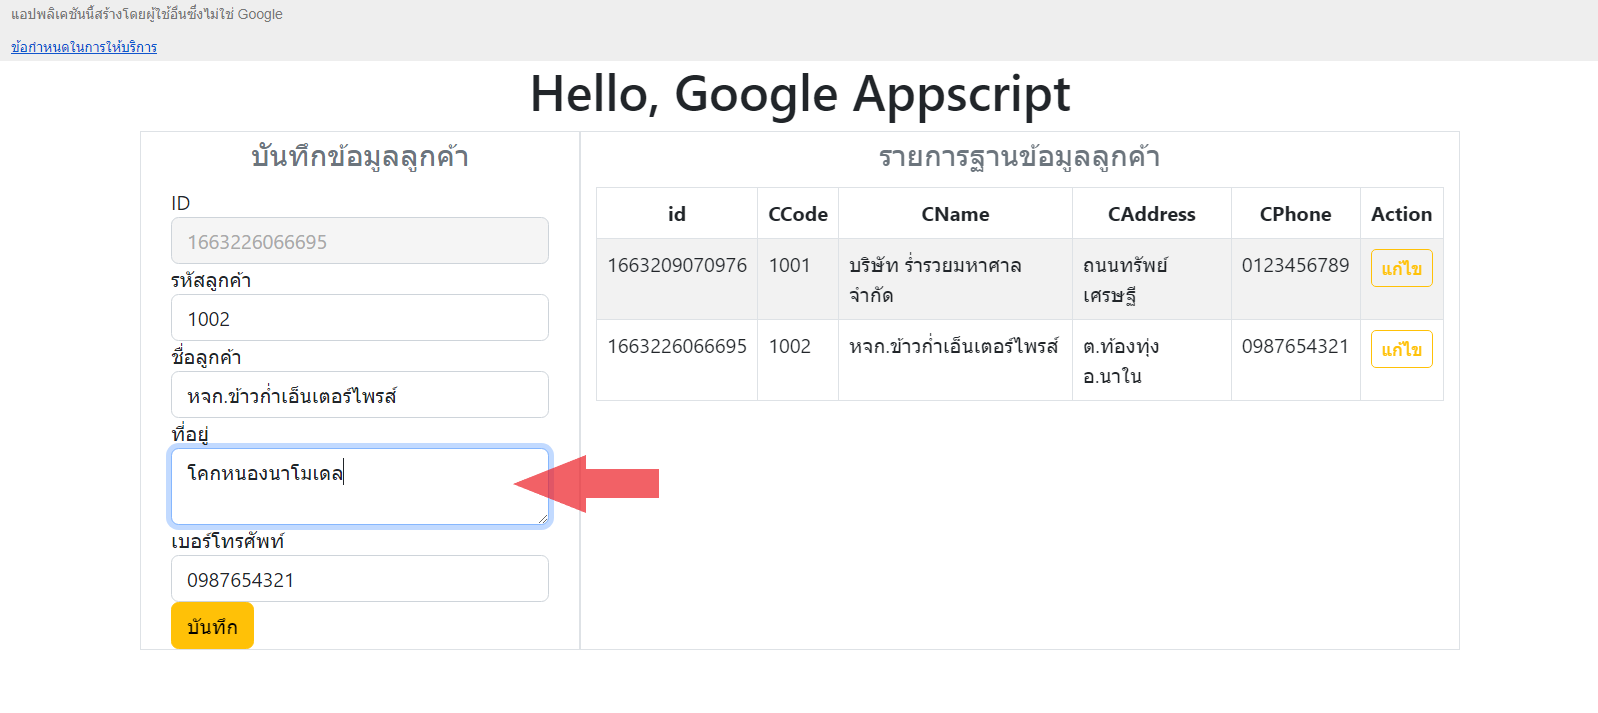 แอปพลิเคชันนี้สร้างโดยผู้ใช้อื่นซึ่งไม่ใช่ Google
ข้อกำหนดในการให้บริการ
Hello, Google Appscript
บันทึกข้อมูลลูกค้า
ID
1663226066695
รหัสลูกค้า
1002
ชื่อลูกค้า
หจก.ข้าวก่ำเอ็นเตอร์ไพรส์
ที่อยู่
โคกหนองนาโมเดล
เบอร์โทรศัพท์
0987654321
บันทึก
รายการฐานข้อมูลลูกค้า
id CCode CName CAddress CPhone Action
1663209070976 1001 บริษัท ร่ำรวยมหาศาล ถนนทรัพย์ 0123456789 แก้ไข
จำกัด เศรษฐี
1663226066695 1002 หจก.ข้าวก่ำเอ็นเตอร์ไพรส์ ต.ท้องทุ่ง 0987654321 แก้ไข
อ.นาใน